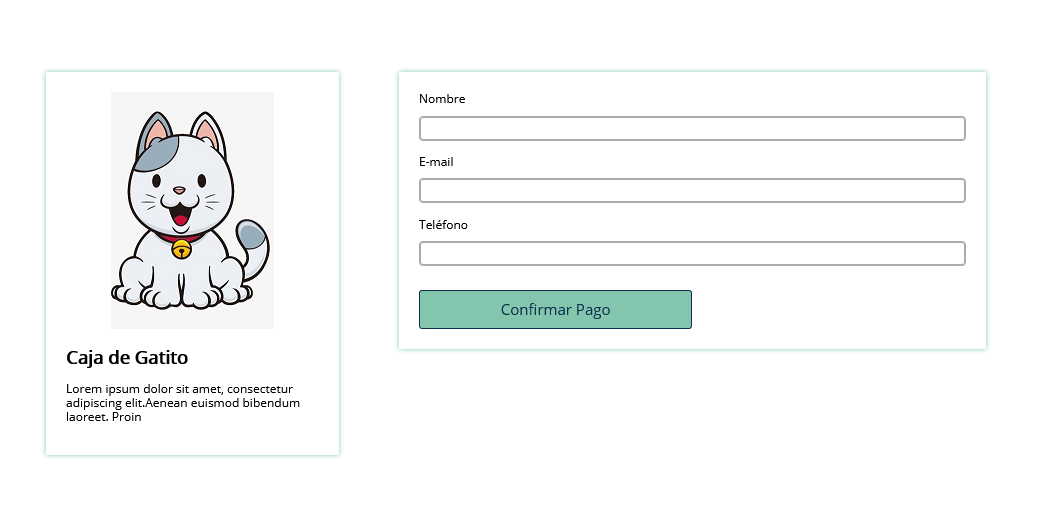 Caja de Gatito
Lorem ipsum dolor sit amet, consectetur
adipiscing elit.Aenean euismod bibendum
laoreet. Proin
Nombre
E-mail
Teléfono
Confirmar Pago